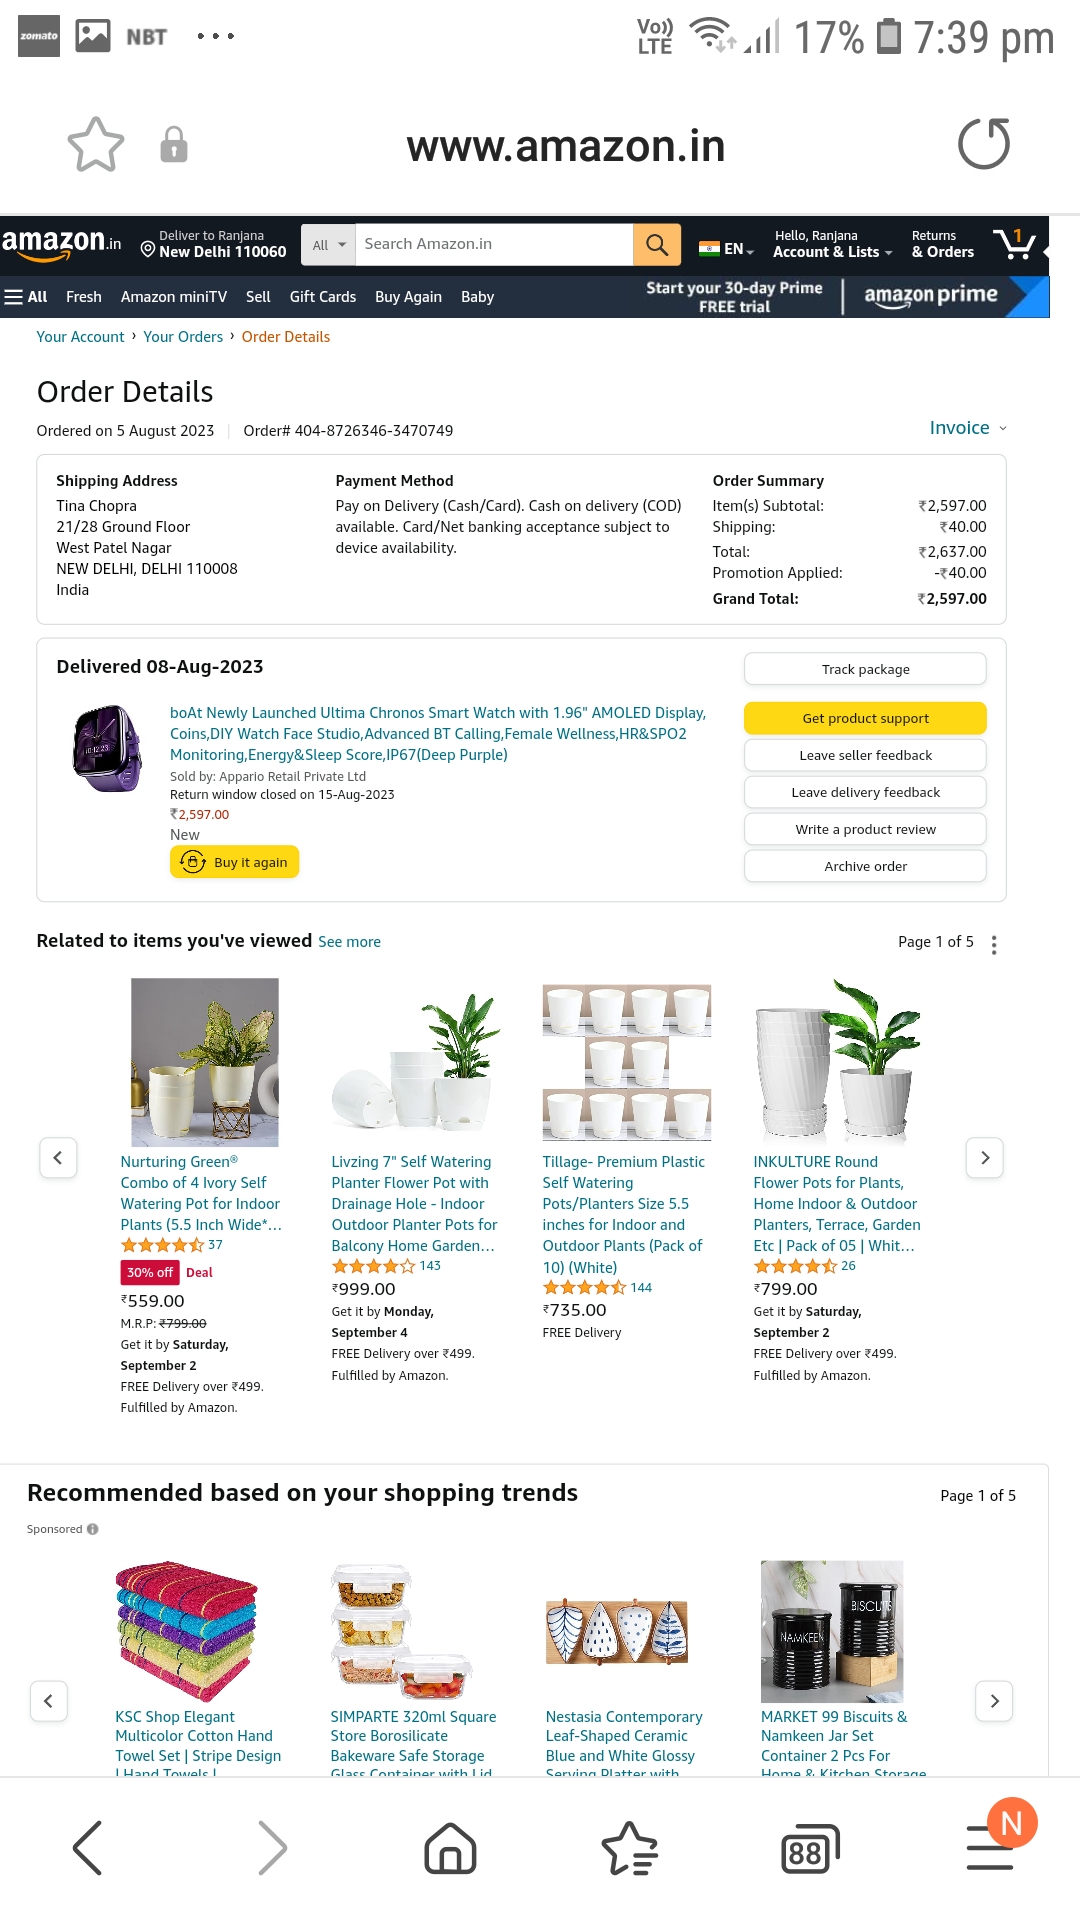 zomato NBT Vo)) LTE 17% 7:39 pm
www.amazon.in
amazon.in
Deliver to Ranjana
New Delhi 110060
All
Search Amazon.in
EN
Hello, Ranjana
Account & Lists
Returns
& Orders
1
All Fresh Amazon miniTV Sell Gift Cards Buy Again Baby
Start your 30-day Prime
FREE trial
amazon prime
Your Account › Your Orders › Order Details
Order Details
Ordered on 5 August 2023 Order# 404-8726346-3470749
Invoice
Shipping Address
Tina Chopra
21/28 Ground Floor
West Patel Nagar
NEW DELHI, DELHI 110008
India
Payment Method
Pay on Delivery (Cash/Card). Cash on delivery (COD)
available. Card/Net banking acceptance subject to
device availability.
Order Summary
Item(s) Subtotal: ₹2,597.00
Shipping: ₹40.00
Total: ₹2,637.00
Promotion Applied: -₹40.00
Grand Total: ₹2,597.00
Delivered 08-Aug-2023
10:12:23
boAt Newly Launched Ultima Chronos Smart Watch with 1.96" AMOLED Display,
Coins,DIY Watch Face Studio,Advanced BT Calling,Female Wellness,HR&SPO2
Monitoring,Energy&Sleep Score,IP67(Deep Purple)
Sold by: Appario Retail Private Ltd
Return window closed on 15-Aug-2023
₹2,597.00
New
Buy it again
Track package
Get product support
Leave seller feedback
Leave delivery feedback
Write a product review
Archive order
Related to items you've viewed See more
Page 1 of 5
Nurturing Green®
Combo of 4 Ivory Self
Watering Pot for Indoor
Plants (5.5 Inch Wide*...
37
30% off Deal
₹559.00
M.R.P: ₹799.00
Get it by Saturday,
September 2
FREE Delivery over ₹499.
Fulfilled by Amazon.
Livzing 7" Self Watering
Planter Flower Pot with
Drainage Hole - Indoor
Outdoor Planter Pots for
Balcony Home Garden...
143
₹999.00
Get it by Monday,
September 4
FREE Delivery over ₹499.
Fulfilled by Amazon.
Tillage- Premium Plastic
Self Watering
Pots/Planters Size 5.5
inches for Indoor and
Outdoor Plants (Pack of
10) (White)
144
₹735.00
FREE Delivery
INKULTURE Round
Flower Pots for Plants,
Home Indoor & Outdoor
Planters, Terrace, Garden
Etc | Pack of 05 | Whit...
26
₹799.00
Get it by Saturday,
September 2
FREE Delivery over ₹499.
Fulfilled by Amazon.
Recommended based on your shopping trends
Page 1 of 5
Sponsored
NAMKEEN
BISCUITS
KSC Shop Elegant
Multicolor Cotton Hand
Towel Set | Stripe Design
| Hand Towels |
SIMPARTE 320ml Square
Store Borosilicate
Bakeware Safe Storage
Glass Container with Lid
Nestasia Contemporary
Leaf-Shaped Ceramic
Blue and White Glossy
Serving Platter with
MARKET 99 Biscuits &
Namkeen Jar Set
Container 2 Pcs For
Home & Kitchen Storage
88
N